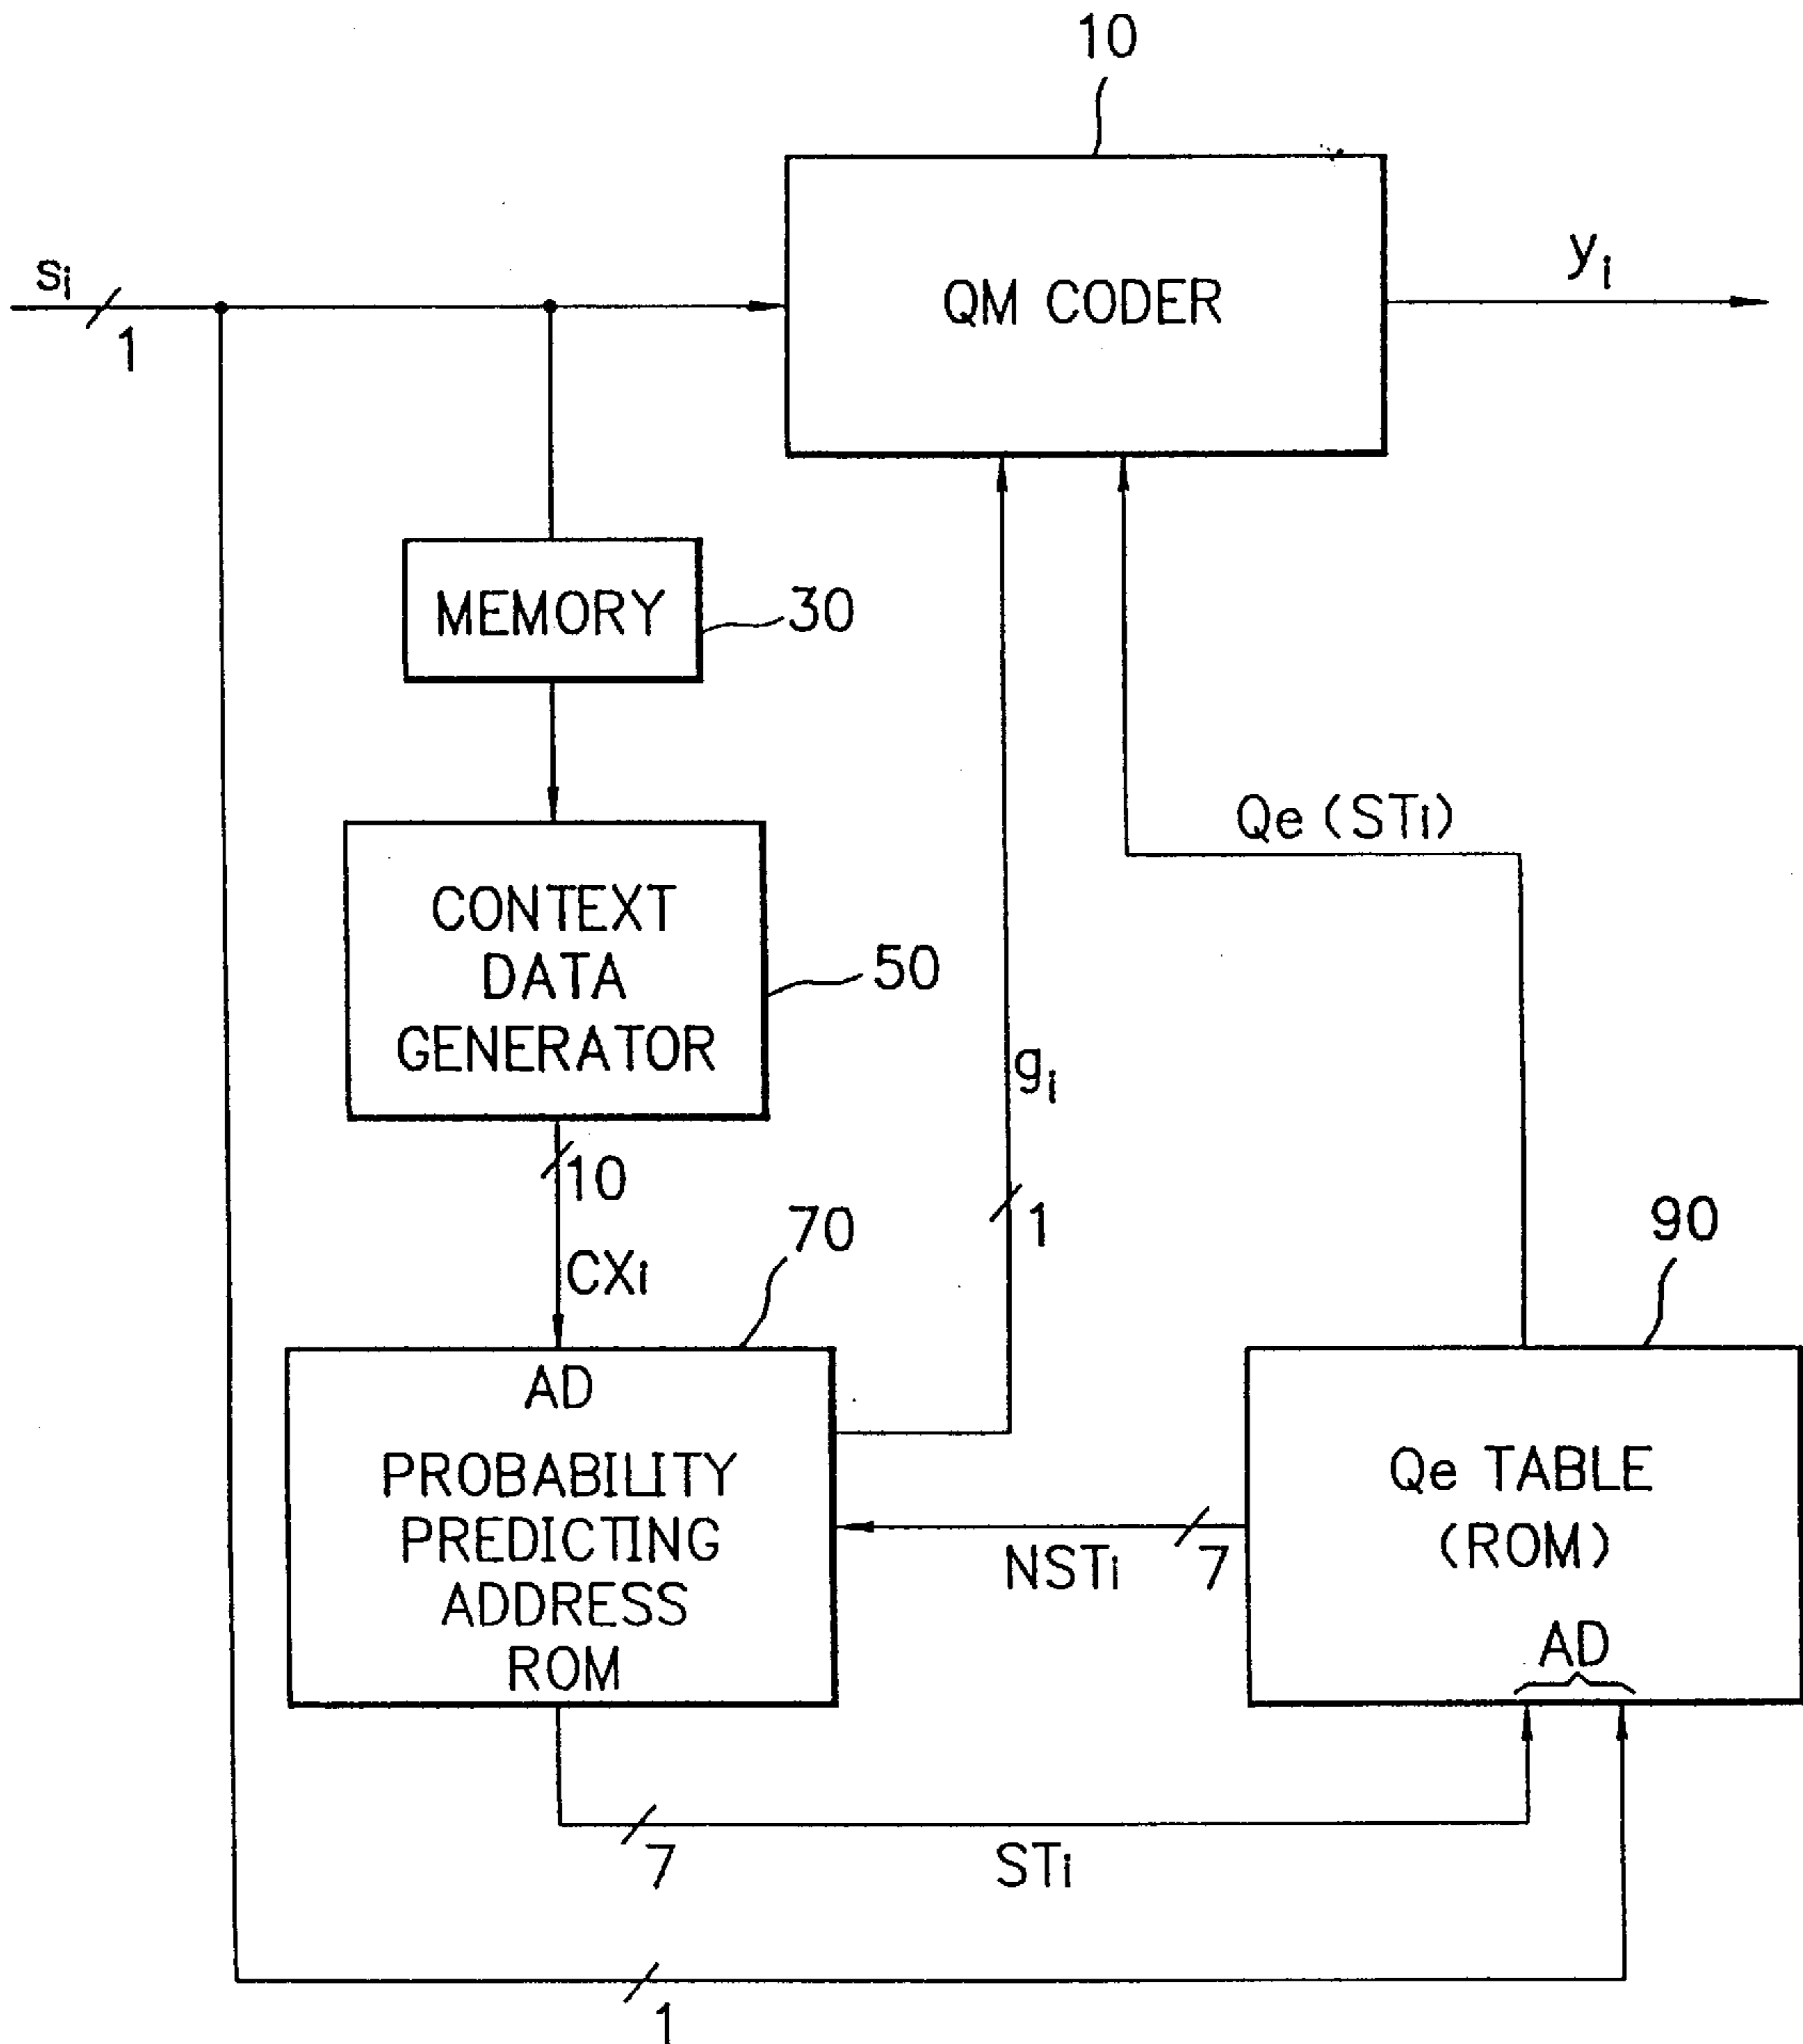 10
si
1
QM CODER
yi
MEMORY
30
Qe (STi)
CONTEXT
DATA
GENERATOR
50
gi
10
1
CXi
70
90
AD
PROBABILITY
PREDICTING
ADDRESS
ROM
Qe TABLE
(ROM)
AD
NSTi
7
7
STi
1